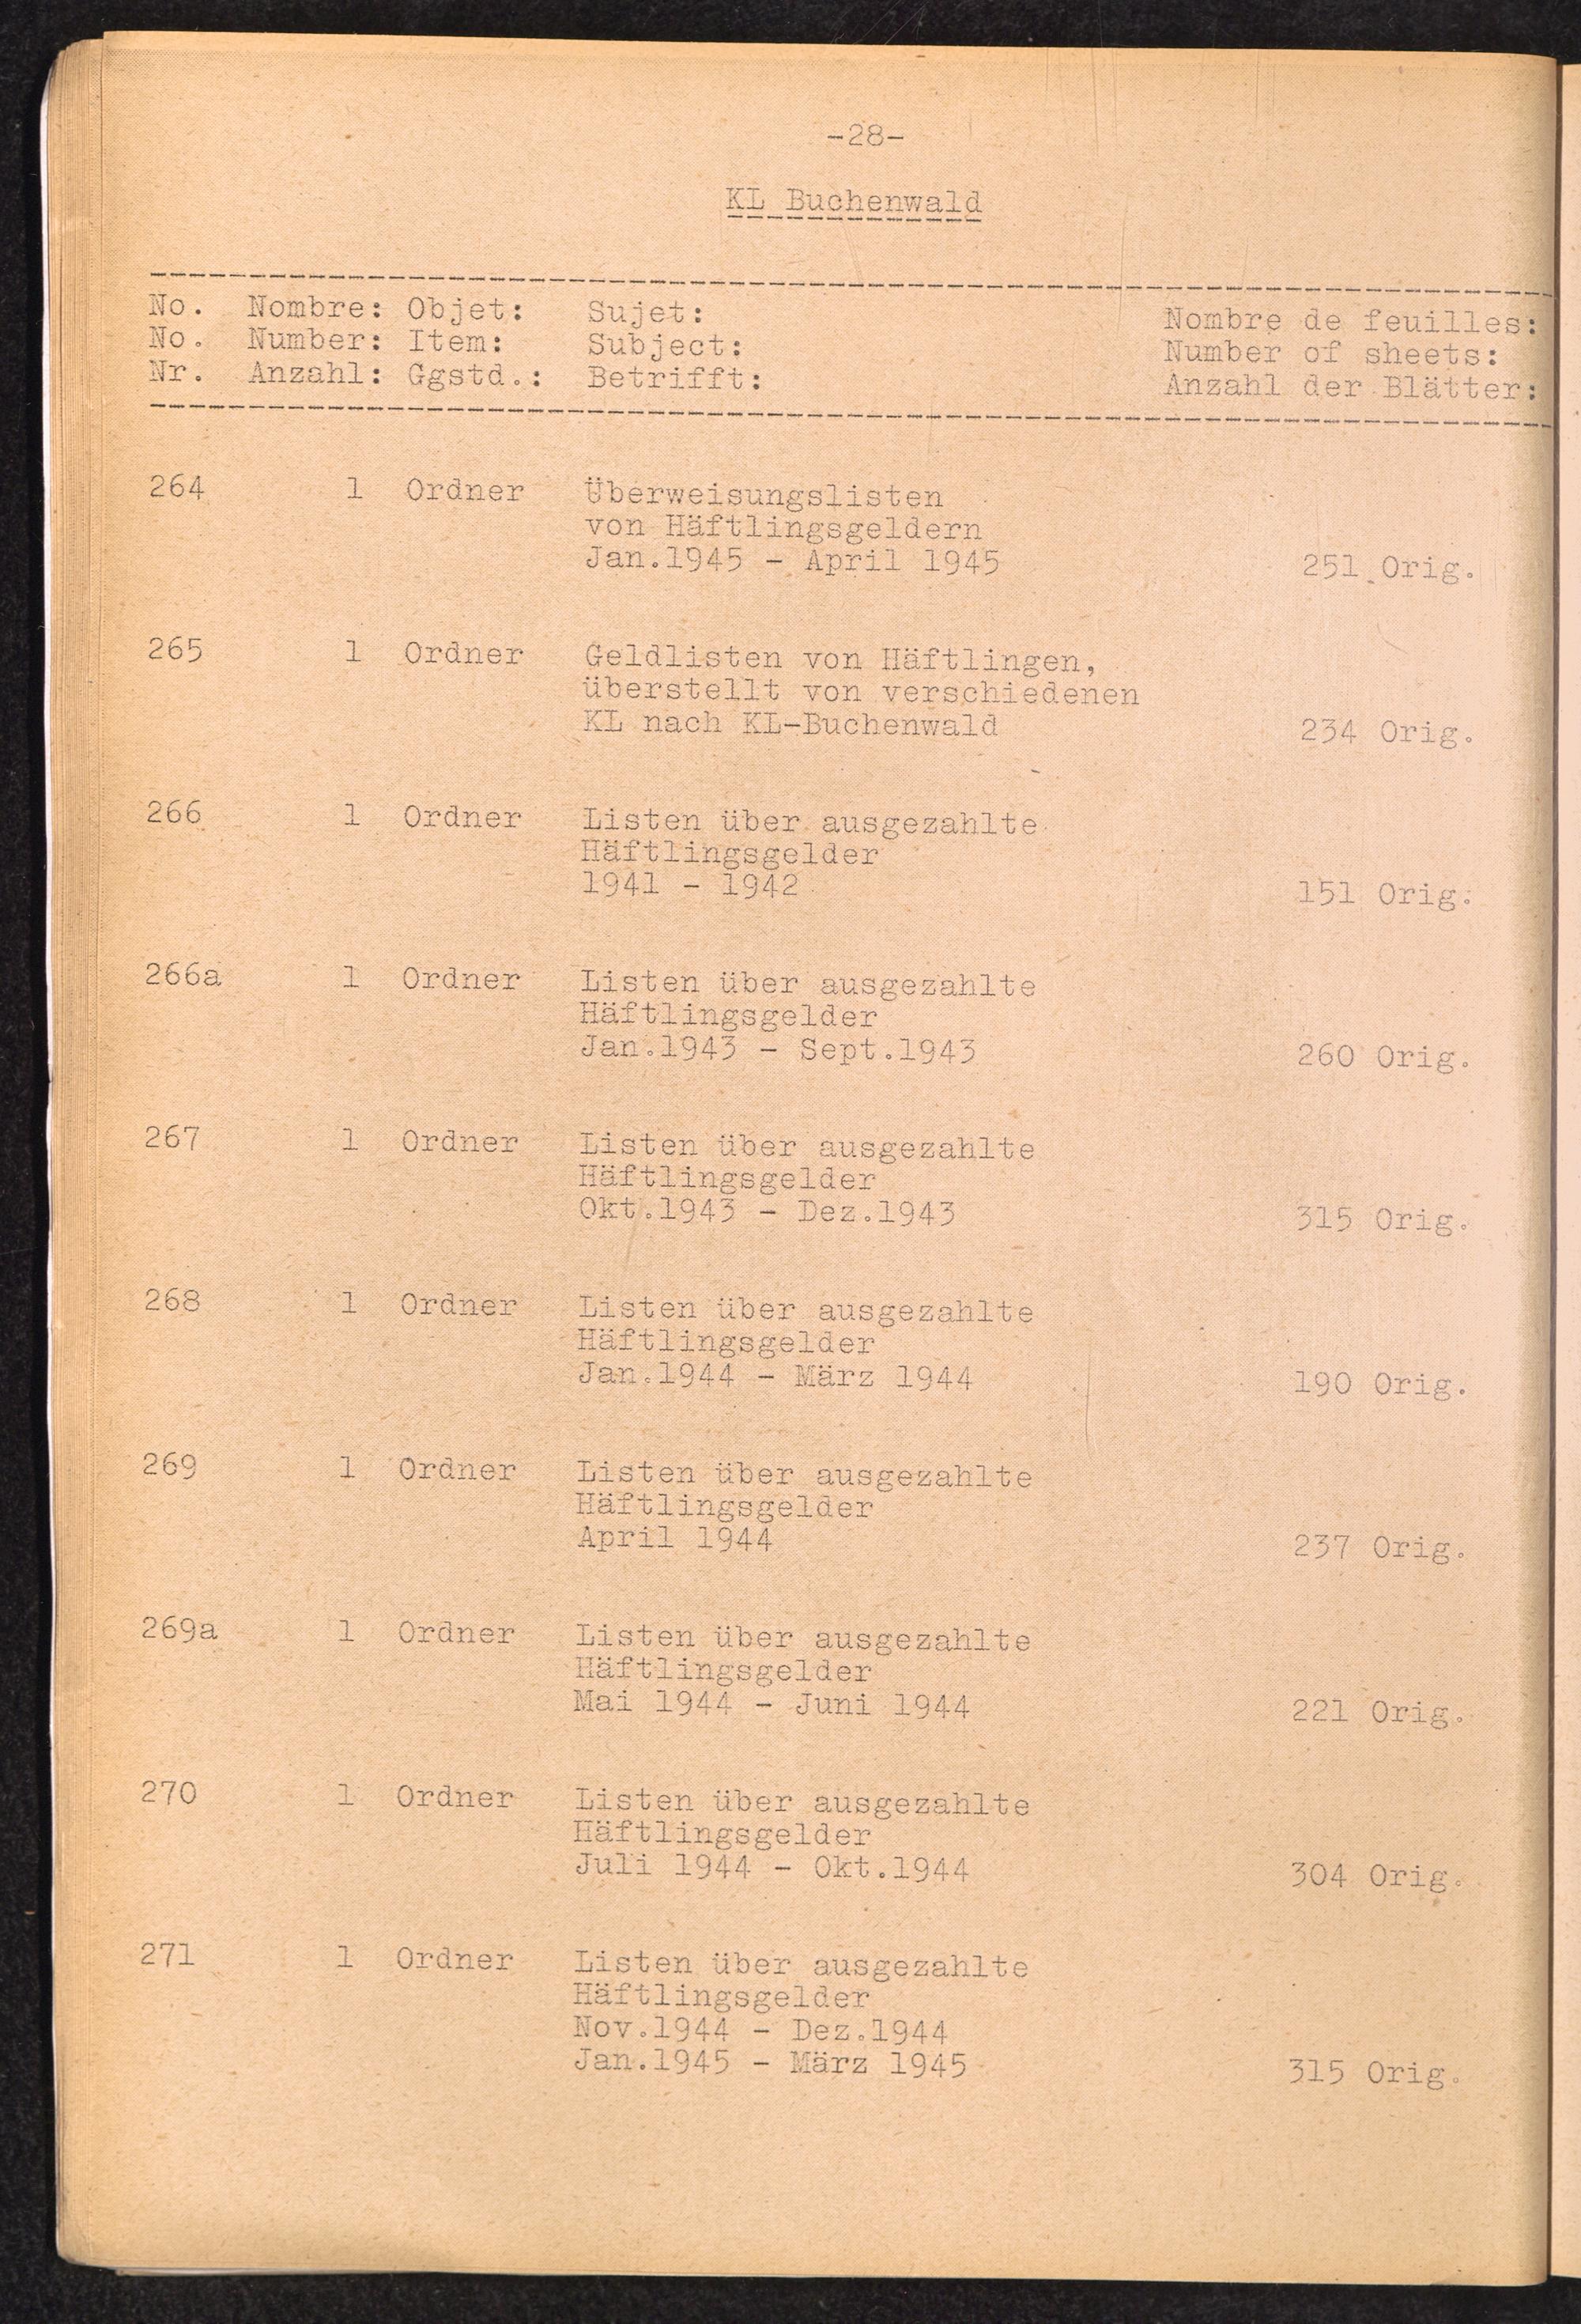 -28-
KL Buchenwald
No. Nombre: Objet: Sujet: Nombre de feuilles:
No. Number: Item: Subject: Number of sheets:
Nr. Anzahl: Ggstd.: Betrifft: Anzahl der Blätter:
264 1 Ordner Überweisungslisten
von Häftlingsgeldern
Jan.1945 - April 1945 251 Orig.
265 1 Ordner Geldlisten von Häftlingen,
überstellt von verschiedenen
KL nach KL-Buchenwald 234 Orig.
266 1 Ordner Listen über ausgezahlte
Häftlingsgelder
1941 - 1942 151 Orig.
266a 1 Ordner Listen über ausgezahlte
Häftlingsgelder
Jan.1943 - Sept.1943 260 Orig.
267 1 Ordner Listen über ausgezahlte
Häftlingsgelder
Okt.1943 - Dez.1943 315 Orig.
268 1 Ordner Listen über ausgezahlte
Häftlingsgelder
Jan.1944 - März 1944 190 Orig.
269 1 Ordner Listen über ausgezahlte
Häftlingsgelder
April 1944 237 Orig.
269a 1 Ordner Listen über ausgezahlte
Häftlingsgelder
Mai 1944 - Juni 1944 221 Orig.
270 1 Ordner Listen über ausgezahlte
Häftlingsgelder
Juli 1944 - Okt.1944 304 Orig.
271 1 Ordner Listen über ausgezahlte
Häftlingsgelder
Nov.1944 - Dez.1944
Jan.1945 - März 1945 315 Orig.